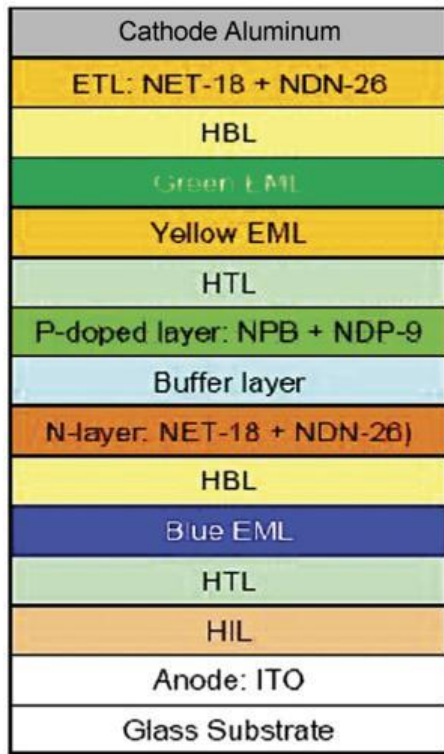 Cathode Aluminum
ETL: NET-18 + NDN-26
HBL
Green EML
Yellow EML
HTL
P-doped layer: NPB + NDP-9
Buffer layer
N-layer: NET-18 + NDN-26)
HBL
Blue EML
HTL
HIL
Anode: ITO
Glass Substrate